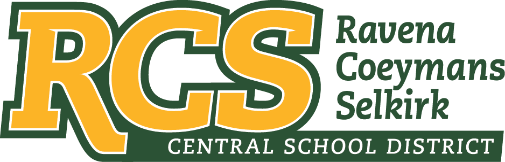 RCS
Ravena
Coeymans
Selkirk
CENTRAL SCHOOL DISTRICT